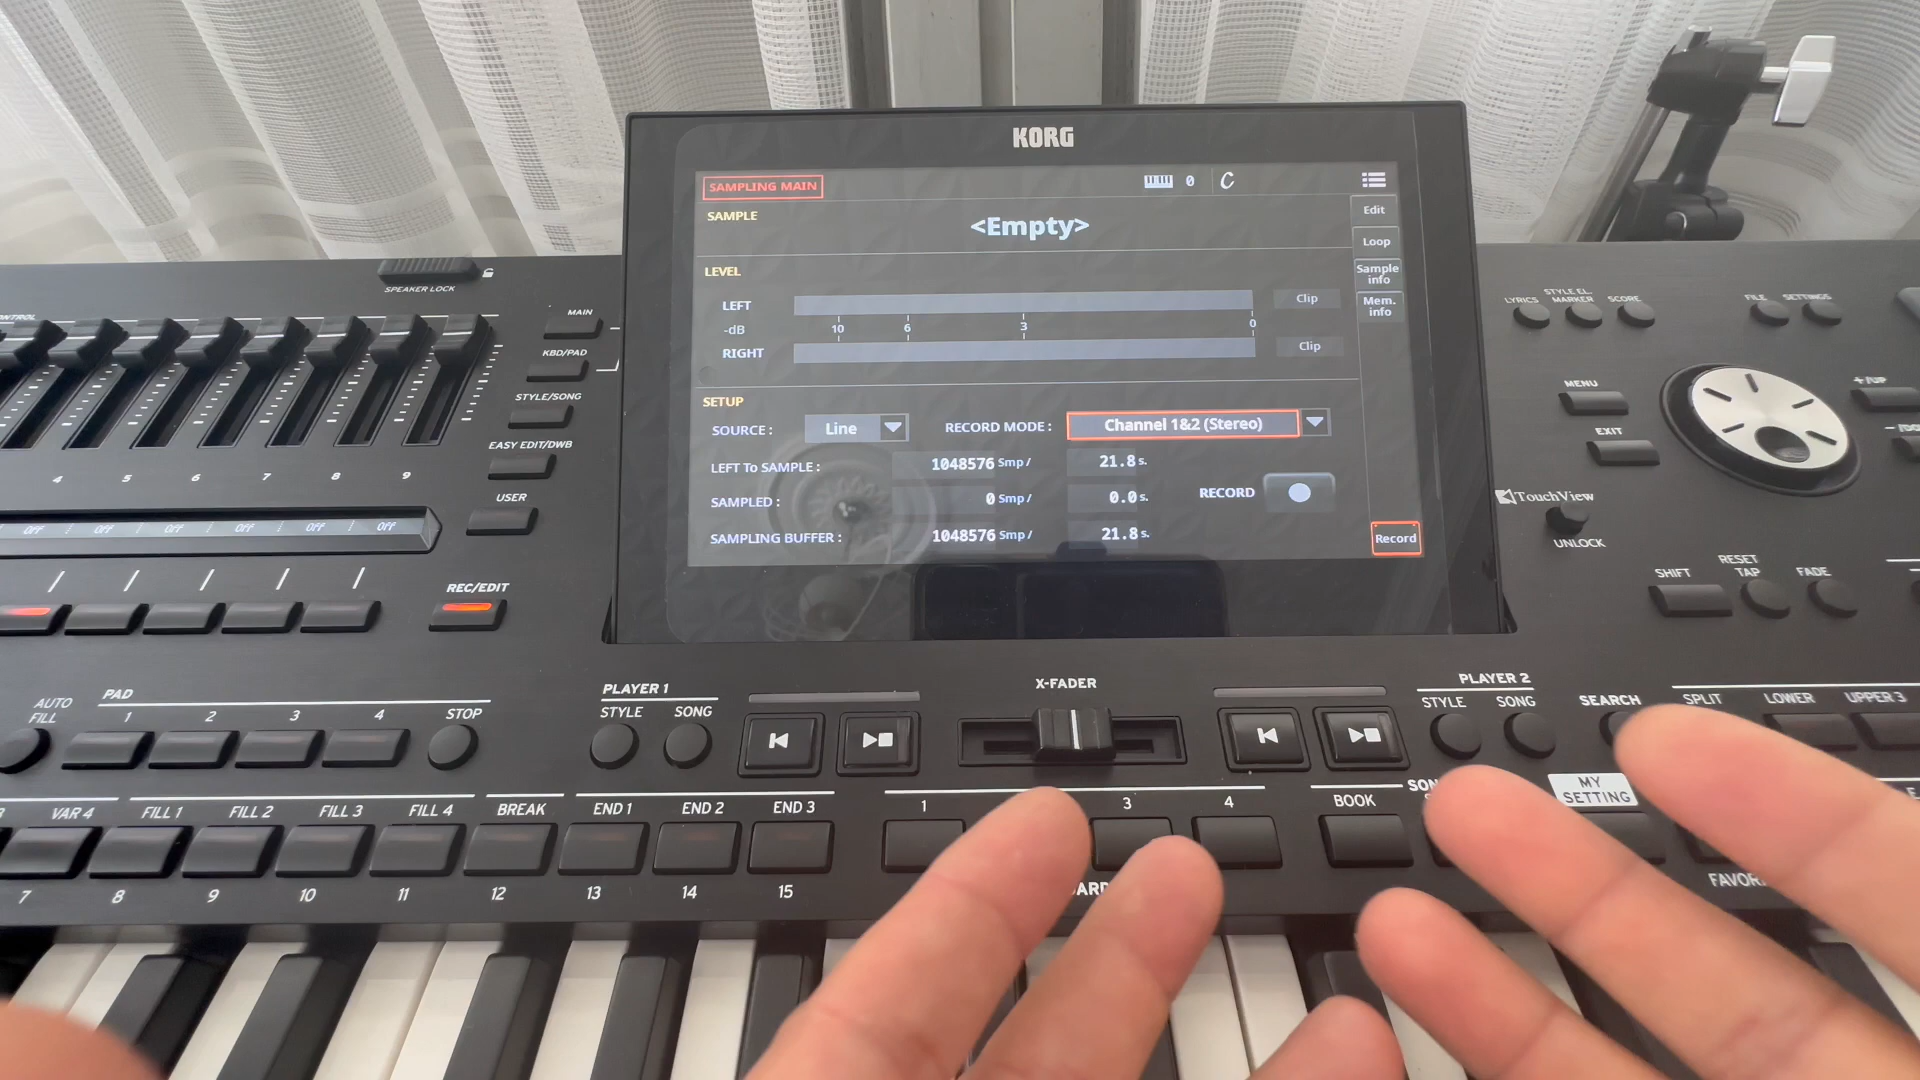 KORG
SAMPLING MAIN
0
C
SAMPLE
<Empty>
Edit
Loop
Sample
info
Mem.
info
LEVEL
LEFT
Clip
-dB
10
6
3
0
RIGHT
Clip
SETUP
SOURCE :
Line
RECORD MODE :
Channel 1&2 (Stereo)
LEFT To SAMPLE :
1048576 Smp/
21.8 s.
SAMPLED :
0 Smp/
0.0 s.
RECORD
SAMPLING BUFFER :
1048576 Smp/
21.8 s.
Record
SPEAKER LOCK
MAIN
KBD/PAD
STYLE/SONG
EASY EDIT/DWB
USER
4
5
6
7
8
9
Off
Off
Off
Off
Off
Off
REC/EDIT
LYRICS
STYLE EL.
MARKER
SCORE
FILE
SETTINGS
MENU
EXIT
+/UP
TouchView
UNLOCK
SHIFT
RESET
TAP
FADE
AUTO
FILL
PAD
1
2
3
4
STOP
PLAYER 1
STYLE
SONG
X-FADER
PLAYER 2
STYLE
SONG
SEARCH
SPLIT
LOWER
UPPER 3
VAR 4
FILL 1
FILL 2
FILL 3
FILL 4
BREAK
END 1
END 2
END 3
1
3
4
BOOK
MY
SETTING
7
8
9
10
11
12
13
14
15